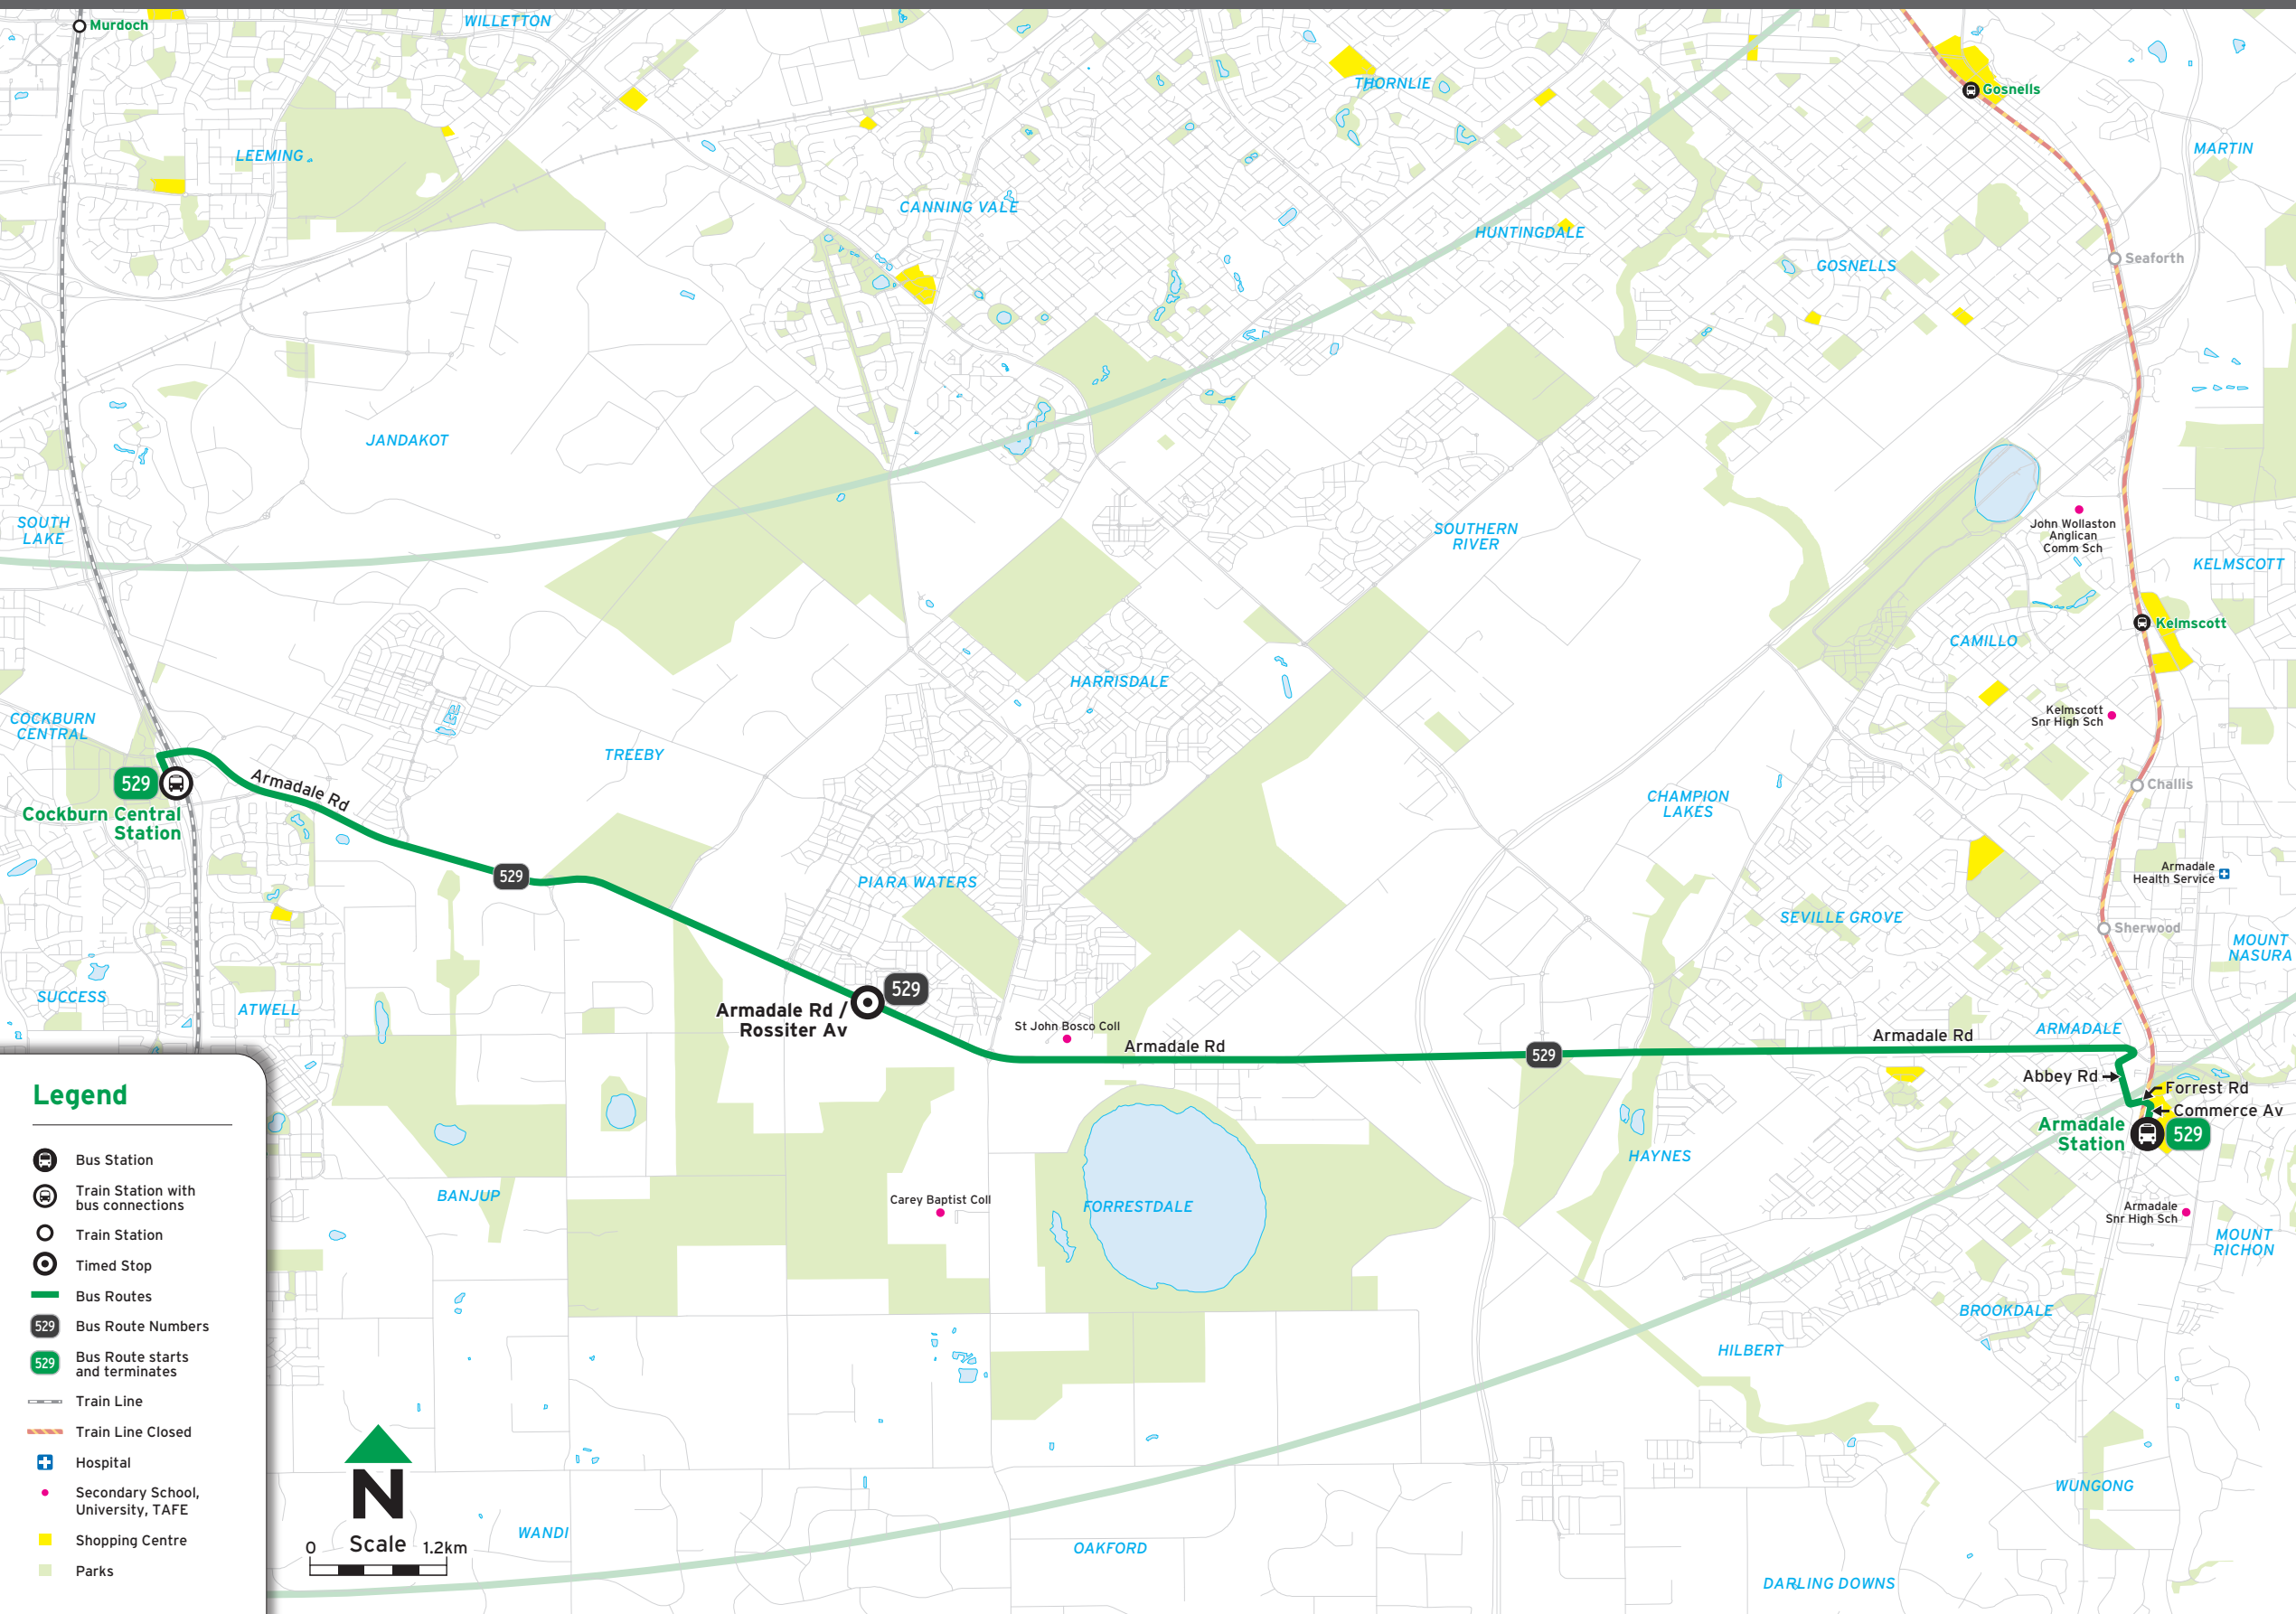 Murdoch
WILLETTON
THORNLIE
Gosnells
LEEMING
MARTIN
CANNING VALE
HUNTINGDALE
Seaforth
GOSNELLS
JANDAKOT
SOUTH
LAKE
SOUTHERN
RIVER
John Wollaston
Anglican
Comm Sch
KELMSCOTT
Kelmscott
CAMILLO
HARRISDALE
Kelmscott
Snr High Sch
COCKBURN
CENTRAL
TREEBY
529
Cockburn Central
Station
Armadale Rd
Challis
CHAMPION
LAKES
529
PIARA WATERS
Armadale
Health Service
SEVILLE GROVE
Sherwood
MOUNT
NASURA
SUCCESS
ATWELL
529
Armadale Rd /
Rossiter Av
St John Bosco Coll
Armadale Rd
529
Armadale Rd
ARMADALE
Abbey Rd
Forrest Rd
Commerce Av
Armadale
Station
529
HAYNES
BANJUP
Carey Baptist Coll
FORRESTDALE
Armadale
Snr High Sch
MOUNT
RICHON
BROOKDALE
HILBERT
WUNGONG
WANDI
OAKFORD
DARLING DOWNS
Legend
Bus Station
Train Station with
bus connections
Train Station
Timed Stop
Bus Routes
529 Bus Route Numbers
529 Bus Route starts
and terminates
Train Line
Train Line Closed
Hospital
Secondary School,
University, TAFE
Shopping Centre
Parks
N
0 Scale 1.2km